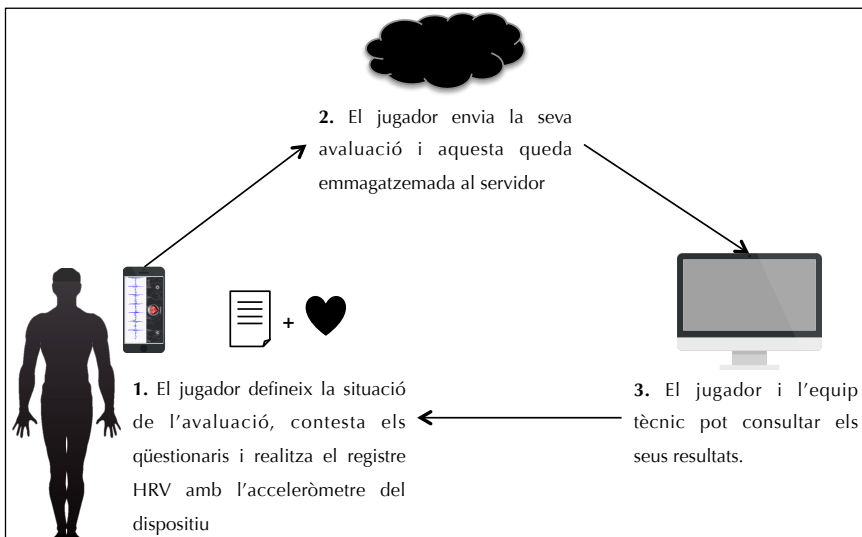 2. El jugador envia la seva
avaluació i aquesta queda
emmagatzemada al servidor
+
1. El jugador defineix la situació
de l'avaluació, contesta els
qüestionaris i realitza el registre
HRV amb l'acceleròmetre del
dispositiu
3. El jugador i l'equip
tècnic pot consultar els
seus resultats.